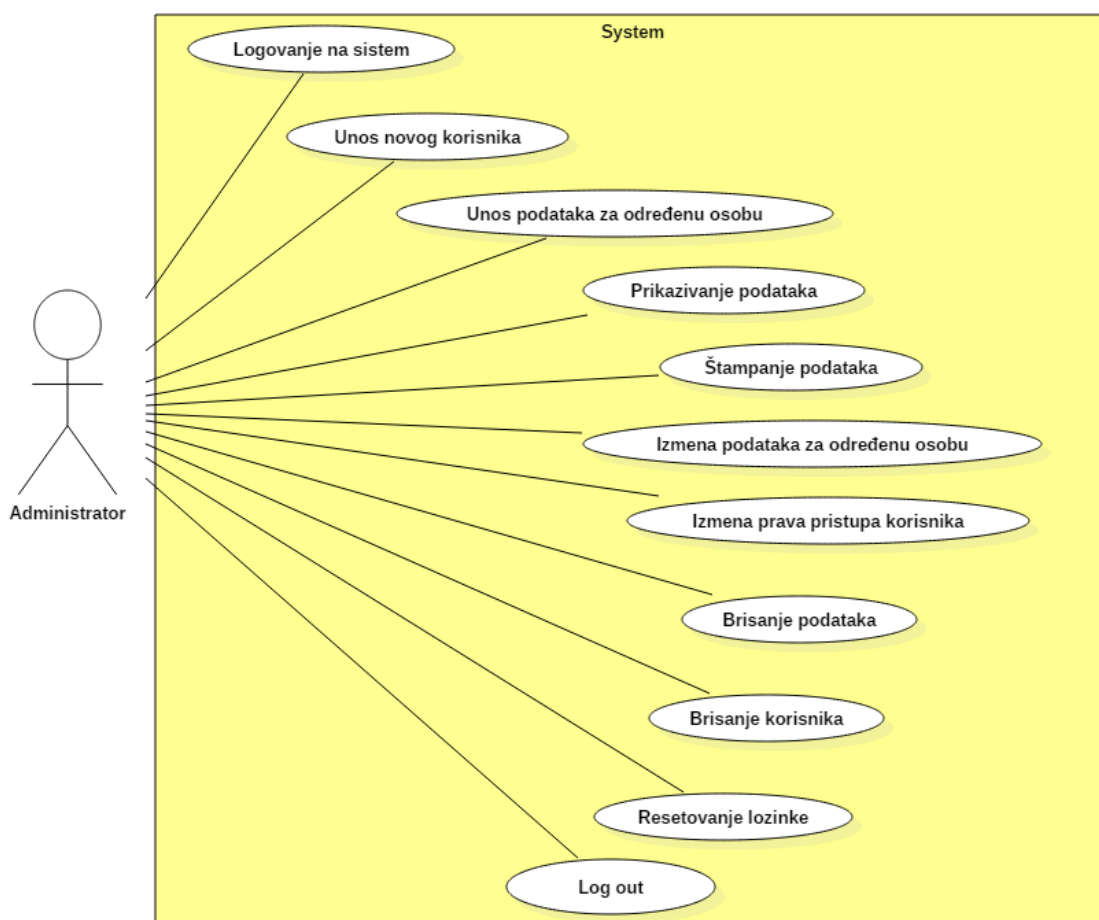 System
Logovanje na sistem
Unos novog korisnika
Unos podataka za određenu osobu
Prikazivanje podataka
Štampanje podataka
Izmena podataka za određenu osobu
Administrator
Izmena prava pristupa korisnika
Brisanje podataka
Brisanje korisnika
Resetovanje lozinke
Log out